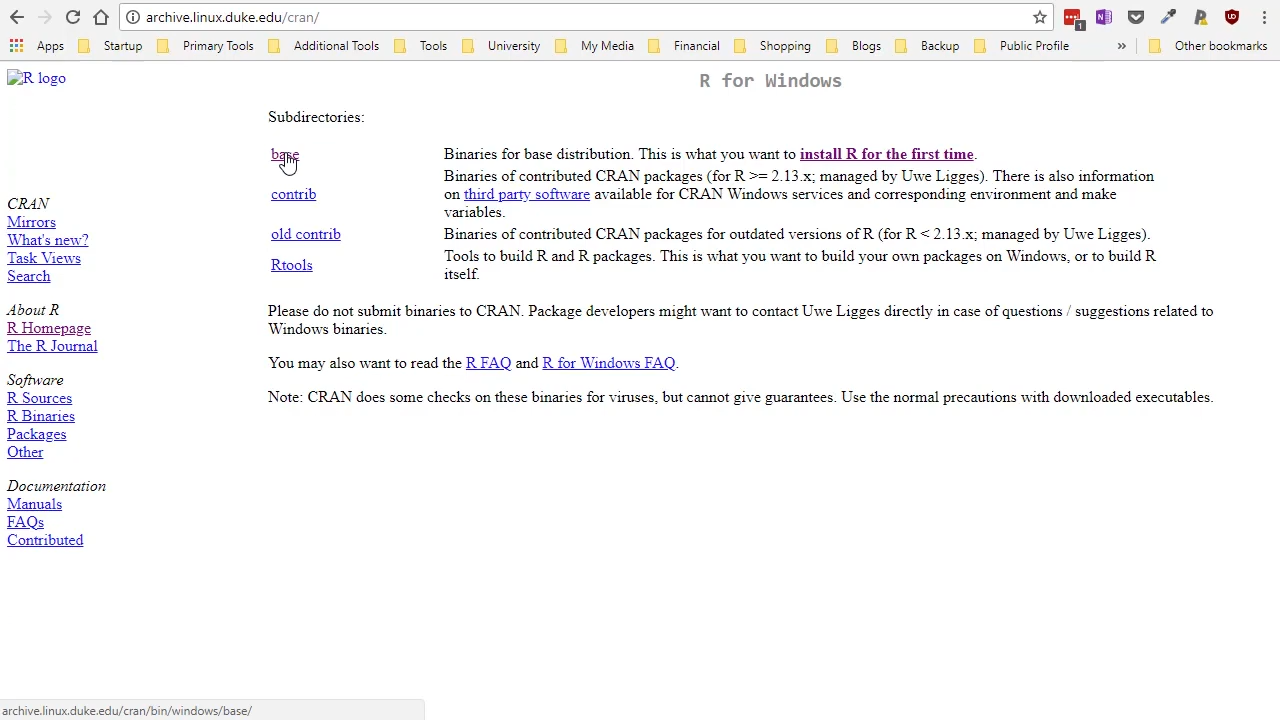 archive.linux.duke.edu/cran/
1
Apps Startup Primary Tools Additional Tools Tools University My Media Financial Shopping Blogs Backup Public Profile » Other bookmarks
R logo
CRAN
Mirrors
What's new?
Task Views
Search
About R
R Homepage
The R Journal
Software
R Sources
R Binaries
Packages
Other
Documentation
Manuals
FAQs
Contributed
R for Windows
Subdirectories:
base Binaries for base distribution. This is what you want to install R for the first time.
Binaries of contributed CRAN packages (for R >= 2.13.x; managed by Uwe Ligges). There is also information
contrib on third party software available for CRAN Windows services and corresponding environment and make
variables.
old contrib Binaries of contributed CRAN packages for outdated versions of R (for R < 2.13.x; managed by Uwe Ligges).
Rtools Tools to build R and R packages. This is what you want to build your own packages on Windows, or to build R
itself.
Please do not submit binaries to CRAN. Package developers might want to contact Uwe Ligges directly in case of questions / suggestions related to
Windows binaries.
You may also want to read the R FAQ and R for Windows FAQ.
Note: CRAN does some checks on these binaries for viruses, but cannot give guarantees. Use the normal precautions with downloaded executables.
archive.linux.duke.edu/cran/bin/windows/base/